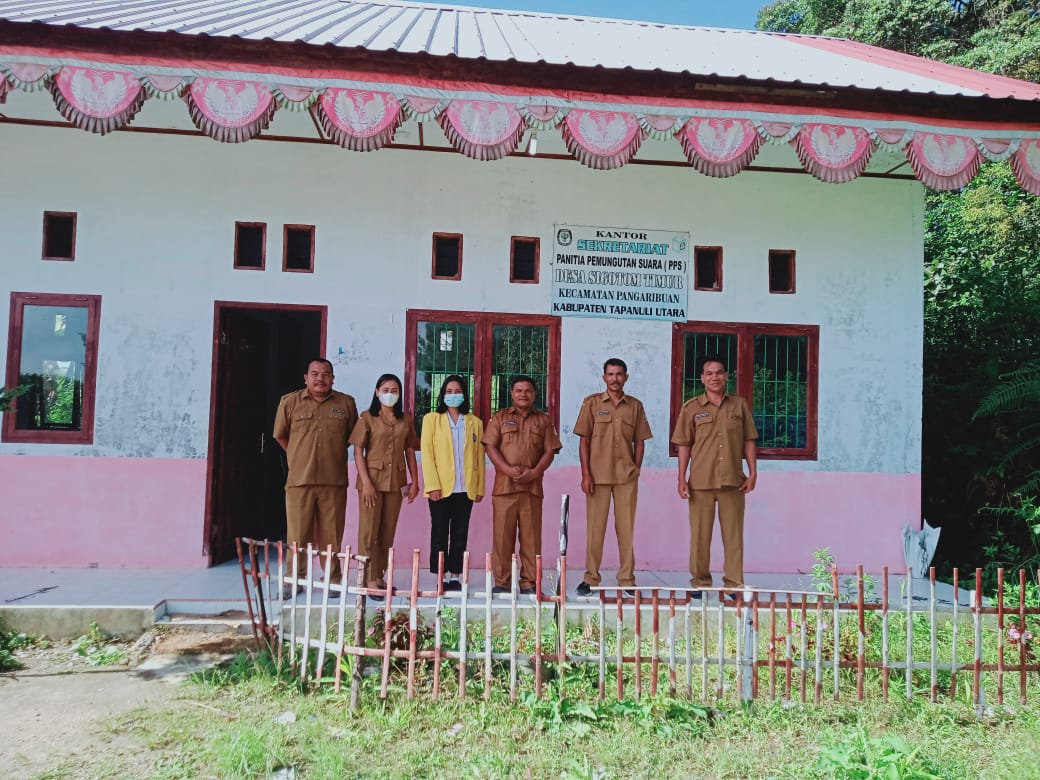 KANTOR
SEKRETARIAT
PANITIA PEMUNGUTAN SUARA ( PPS )
DESA SIGOTOM TIMUR
KECAMATAN PANGARIBUAN
KABUPATEN TAPANULI UTARA